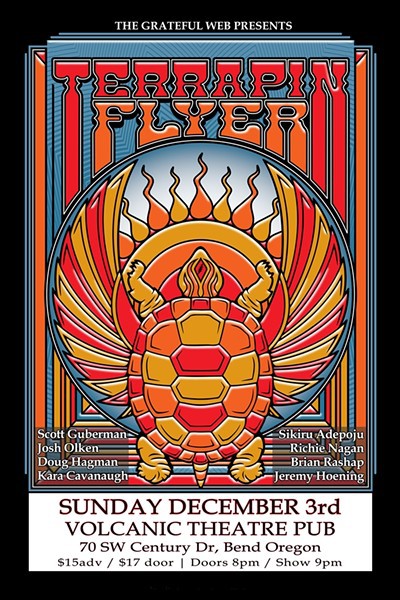 THE GRATEFUL WEB PRESENTS
TERRAPIN
FLYER
Scott Guberman
Josh Olken
Doug Hagman
Kara Cavanaugh
Sikiru Adepoju
Richie Nagan
Brian Rashap
Jeremy Hoening
SUNDAY DECEMBER 3rd
VOLCANIC THEATRE PUB
70 SW Century Dr, Bend Oregon
$15adv / $17 door | Doors 8pm / Show 9pm